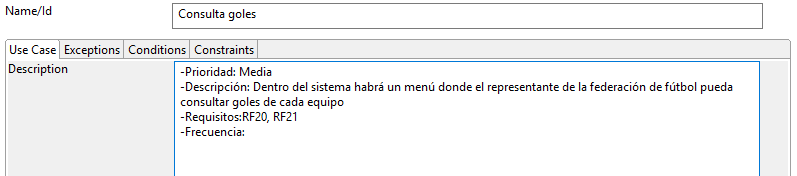 Name/Id
Consulta goles
Use Case Exceptions Conditions Constraints
Description
-Prioridad: Media
-Descripción: Dentro del sistema habrá un menú donde el representante de la federación de fútbol pueda
consultar goles de cada equipo
-Requisitos:RF20, RF21
-Frecuencia: